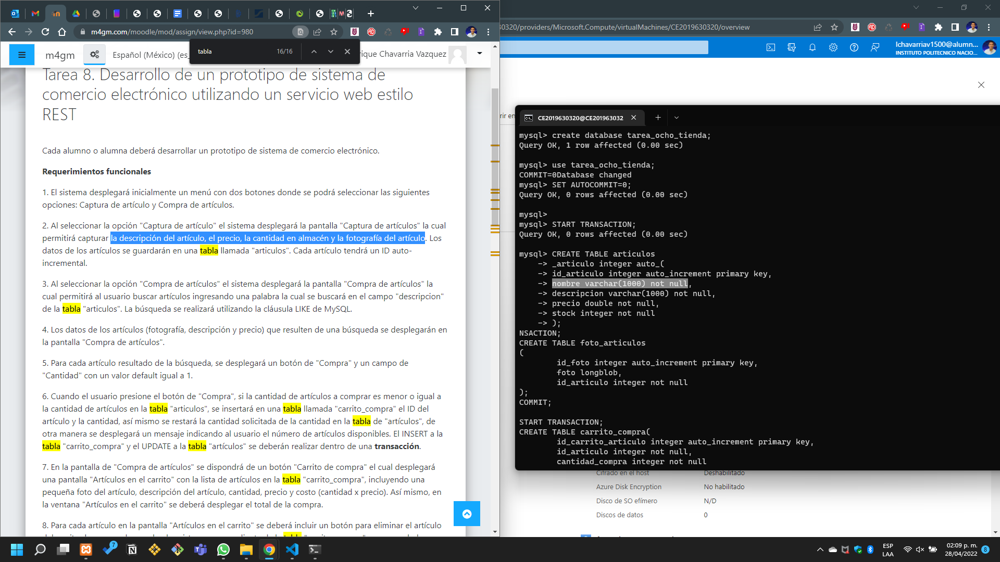 m4gm.com/moodle/mod/assign/view.php?id=980
tabla
16/16
m4gm
Español (México) (es_
rique Chavarria Vazquez
Tarea 8. Desarrollo de un prototipo de sistema de
comercio electrónico utilizando un servicio web estilo
REST
Cada alumno o alumna deberá desarrollar un prototipo de sistema de comercio electrónico.
Requerimientos funcionales
1. El sistema desplegará inicialmente un menú con dos botones donde se podrá seleccionar las siguientes
opciones: Captura de artículo y Compra de artículos.
2. Al seleccionar la opción "Captura de artículo" el sistema desplegará la pantalla "Captura de artículos" la cual
permitirá capturar la descripción del artículo, el precio, la cantidad en almacén y la fotografía del artículo. Los
datos de los artículos se guardarán en una tabla llamada "articulos". Cada artículo tendrá un ID auto-
incremental.
3. Al seleccionar la opción "Compra de artículos" el sistema desplegará la pantalla "Compra de artículos" la
cual permitirá al usuario buscar artículos ingresando una palabra la cual se buscará en el campo "descripcion"
de la tabla "articulos". La búsqueda se realizará utilizando la cláusula LIKE de MySQL.
4. Los datos de los artículos (fotografía, descripción y precio) que resulten de una búsqueda se desplegarán en
la pantalla "Compra de artículos".
5. Para cada artículo resultado de la búsqueda, se desplegará un botón de "Compra" y un campo de
"Cantidad" con un valor default igual a 1.
6. Cuando el usuario presione el botón de "Compra", si la cantidad de artículos a comprar es menor o igual a
la cantidad de artículos en la tabla "articulos", se insertará en una tabla llamada "carrito_compra" el ID del
artículo y la cantidad, así mismo se restará la cantidad solicitada de la cantidad en la tabla de "artículos", de
otra manera se desplegará un mensaje indicando al usuario el número de artículos disponibles. El INSERT a la
tabla "carrito_compra" y el UPDATE a la tabla "artículos" se deberán realizar dentro de una transacción.
7. En la pantalla de "Compra de artículos" se dispondrá de un botón "Carrito de compra" el cual desplegará
una pantalla "Artículos en el carrito" con la lista de artículos en la tabla "carrito_compra", incluyendo una
pequeña foto del artículo, descripción del artículo, cantidad, precio y costo (cantidad x precio). Así mismo, en
la ventana "Artículos en el carrito" se deberá desplegar el total de la compra.
8. Para cada artículo en la pantalla "Artículos en el carrito" se deberá incluir un botón para eliminar el artículo
30320/providers/Microsoft.Compute/virtualMachines/CE2019630320/overview
lchavarriav1500@alumn...
INSTITUTO POLITECNICO NACIO...
rir en
CE2019630320@CE201963032
mysql> create database tarea_ocho_tienda;
Query OK, 1 row affected (0.00 sec)
mysql> use tarea_ocho_tienda;
COMMIT=0Database changed
mysql> SET AUTOCOMMIT=0;
Query OK, 0 rows affected (0.00 sec)
mysql>
mysql> START TRANSACTION;
Query OK, 0 rows affected (0.00 sec)
mysql> CREATE TABLE articulos
-> _articulo integer auto_(
-> id_articulo integer auto_increment primary key,
-> nombre varchar(1000) not null,
-> descripcion varchar(1000) not null,
-> precio double not null,
-> stock integer not null
-> );
NSACTION;
CREATE TABLE foto_articulos
(
id_foto integer auto_increment primary key,
foto longblob,
id_articulo integer not null
);
COMMIT;
START TRANSACTION;
CREATE TABLE carrito_compra(
id_carrito_articulo integer auto_increment primary key,
id_articulo integer not null,
cantidad_compra integer not null
Cifrado en el host
Deshabilitado
Azure Disk Encryption
No habilitado
Disco de SO efímero
N/D
Discos de datos
0
7
ESP
LAA
02:09 p. m.
28/04/2022
8